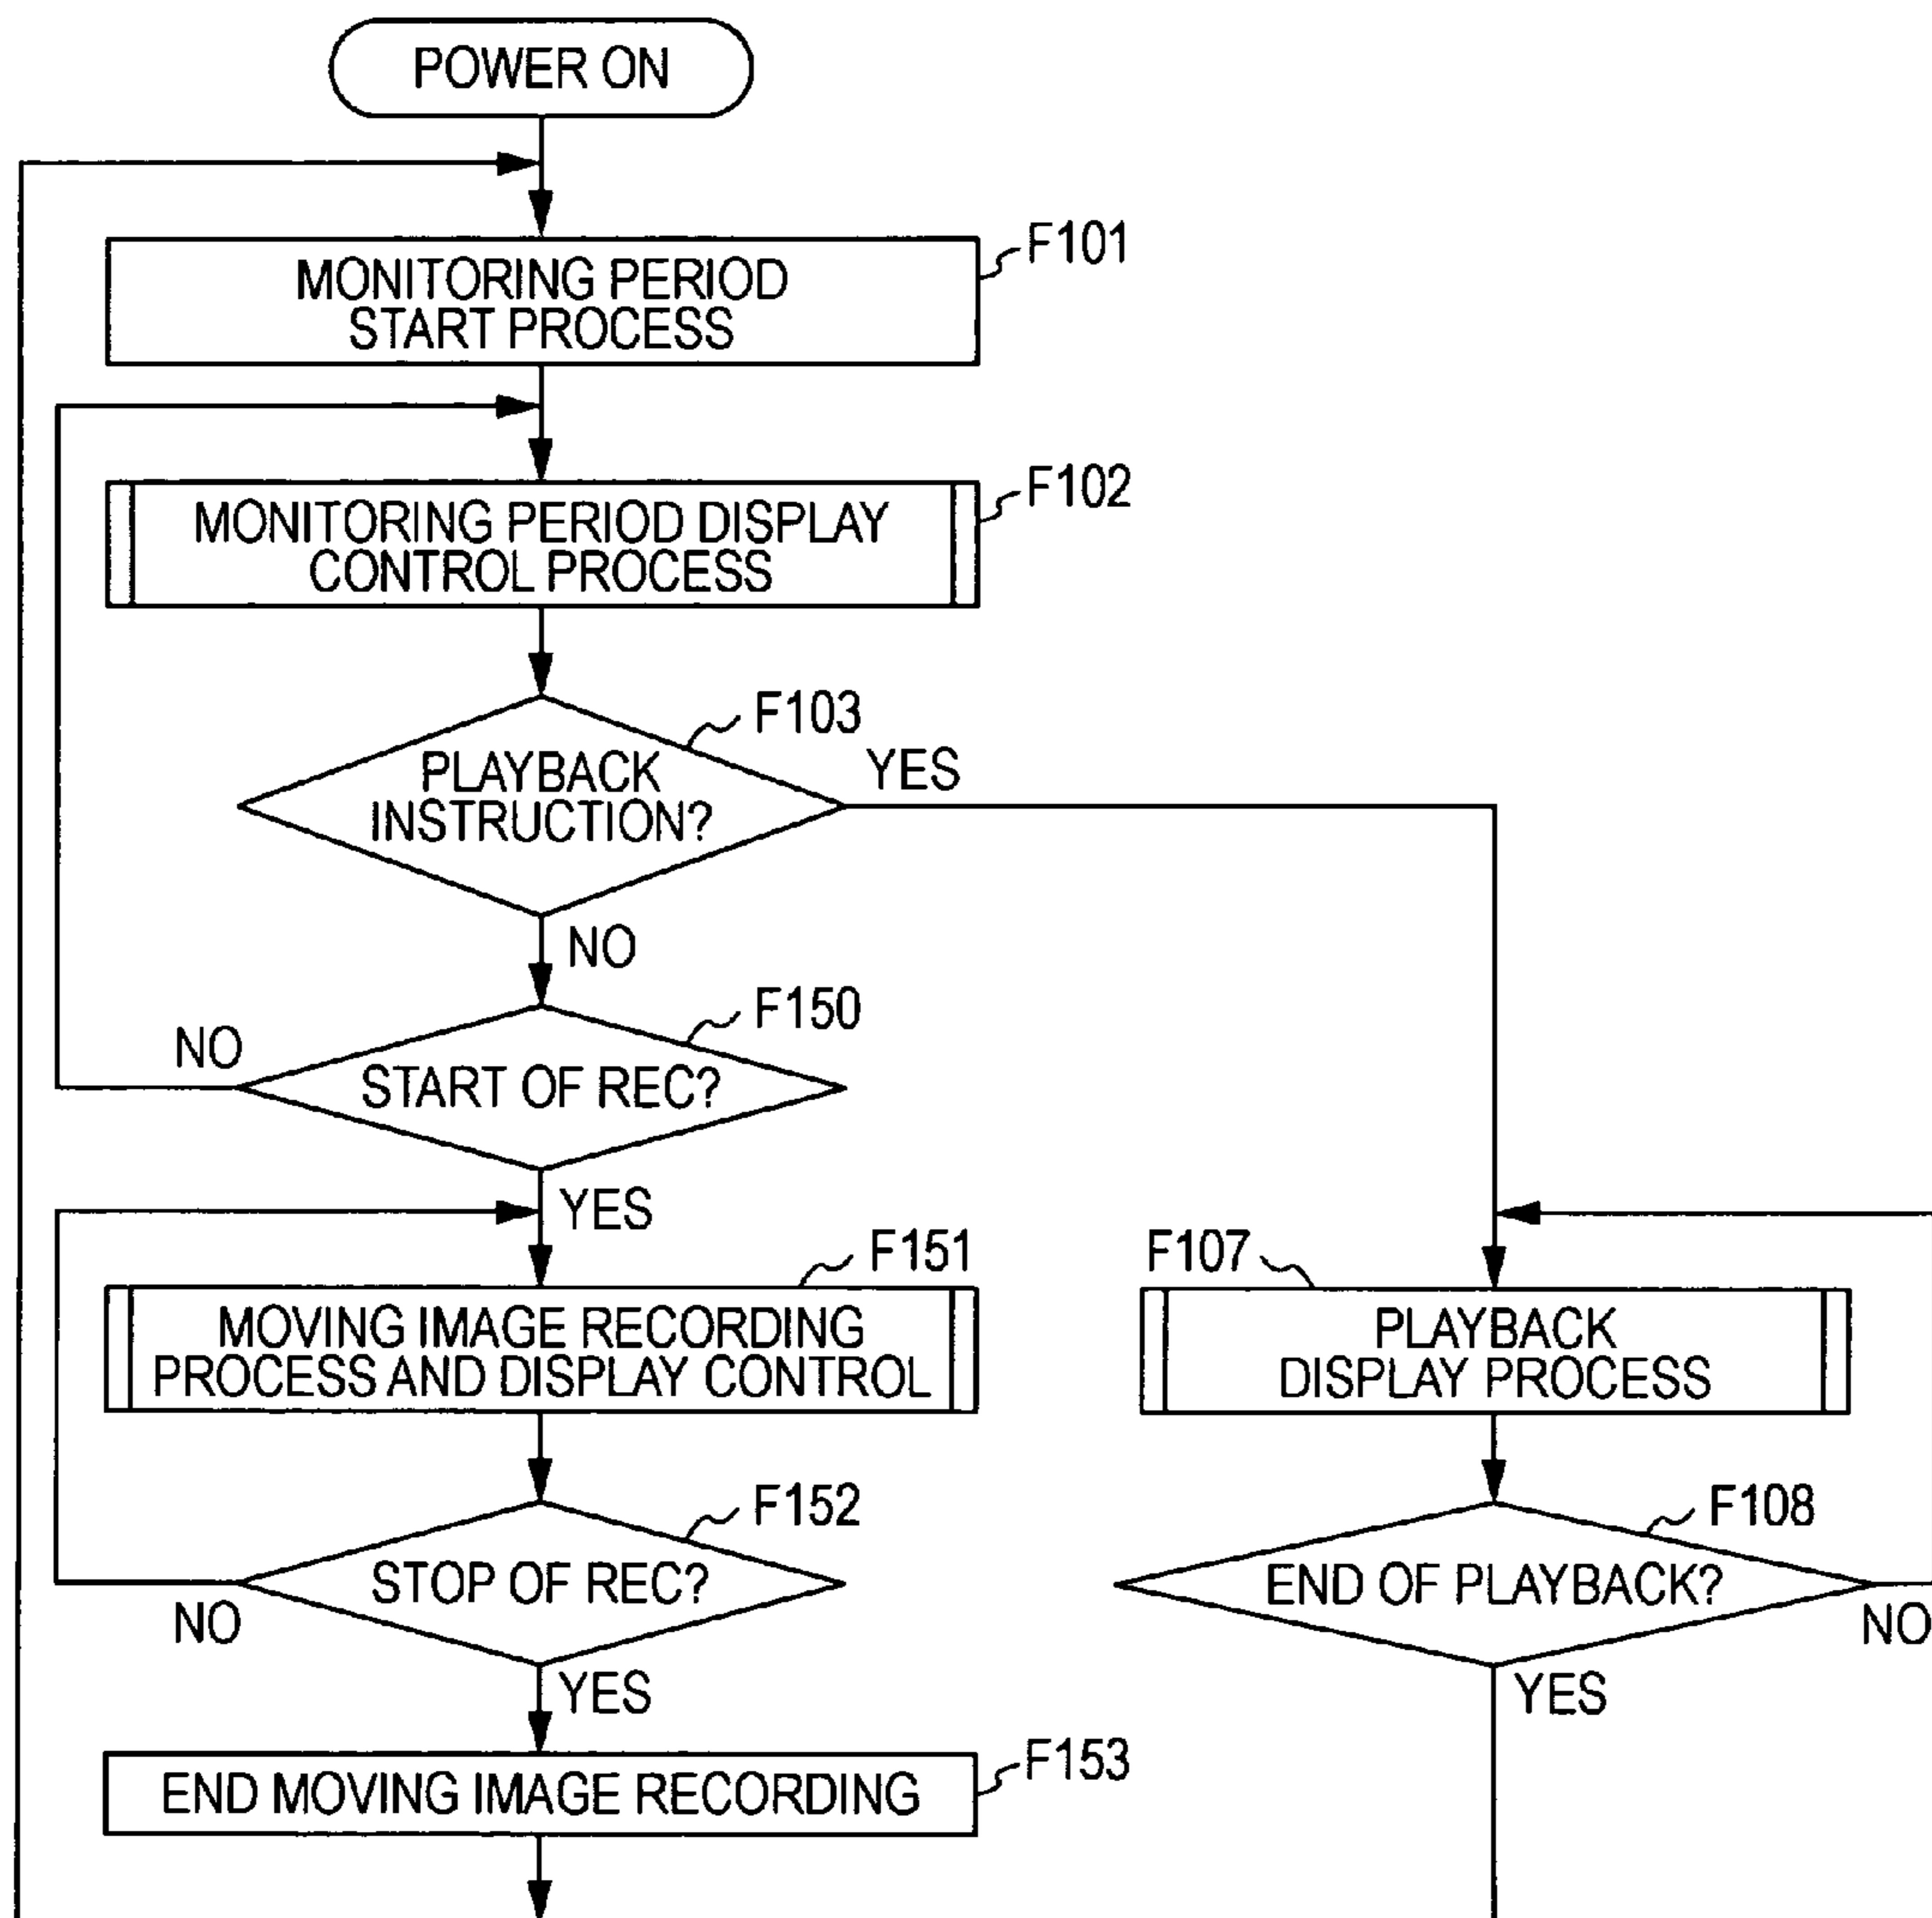 POWER ON
F101
MONITORING PERIOD
START PROCESS
F102
MONITORING PERIOD DISPLAY
CONTROL PROCESS
F103
PLAYBACK
INSTRUCTION?
YES
NO
F150
NO
START OF REC?
YES
F151
MOVING IMAGE RECORDING
PROCESS AND DISPLAY CONTROL
F107
PLAYBACK
DISPLAY PROCESS
F152
STOP OF REC?
NO
YES
F108
END OF PLAYBACK?
NO
YES
F153
END MOVING IMAGE RECORDING